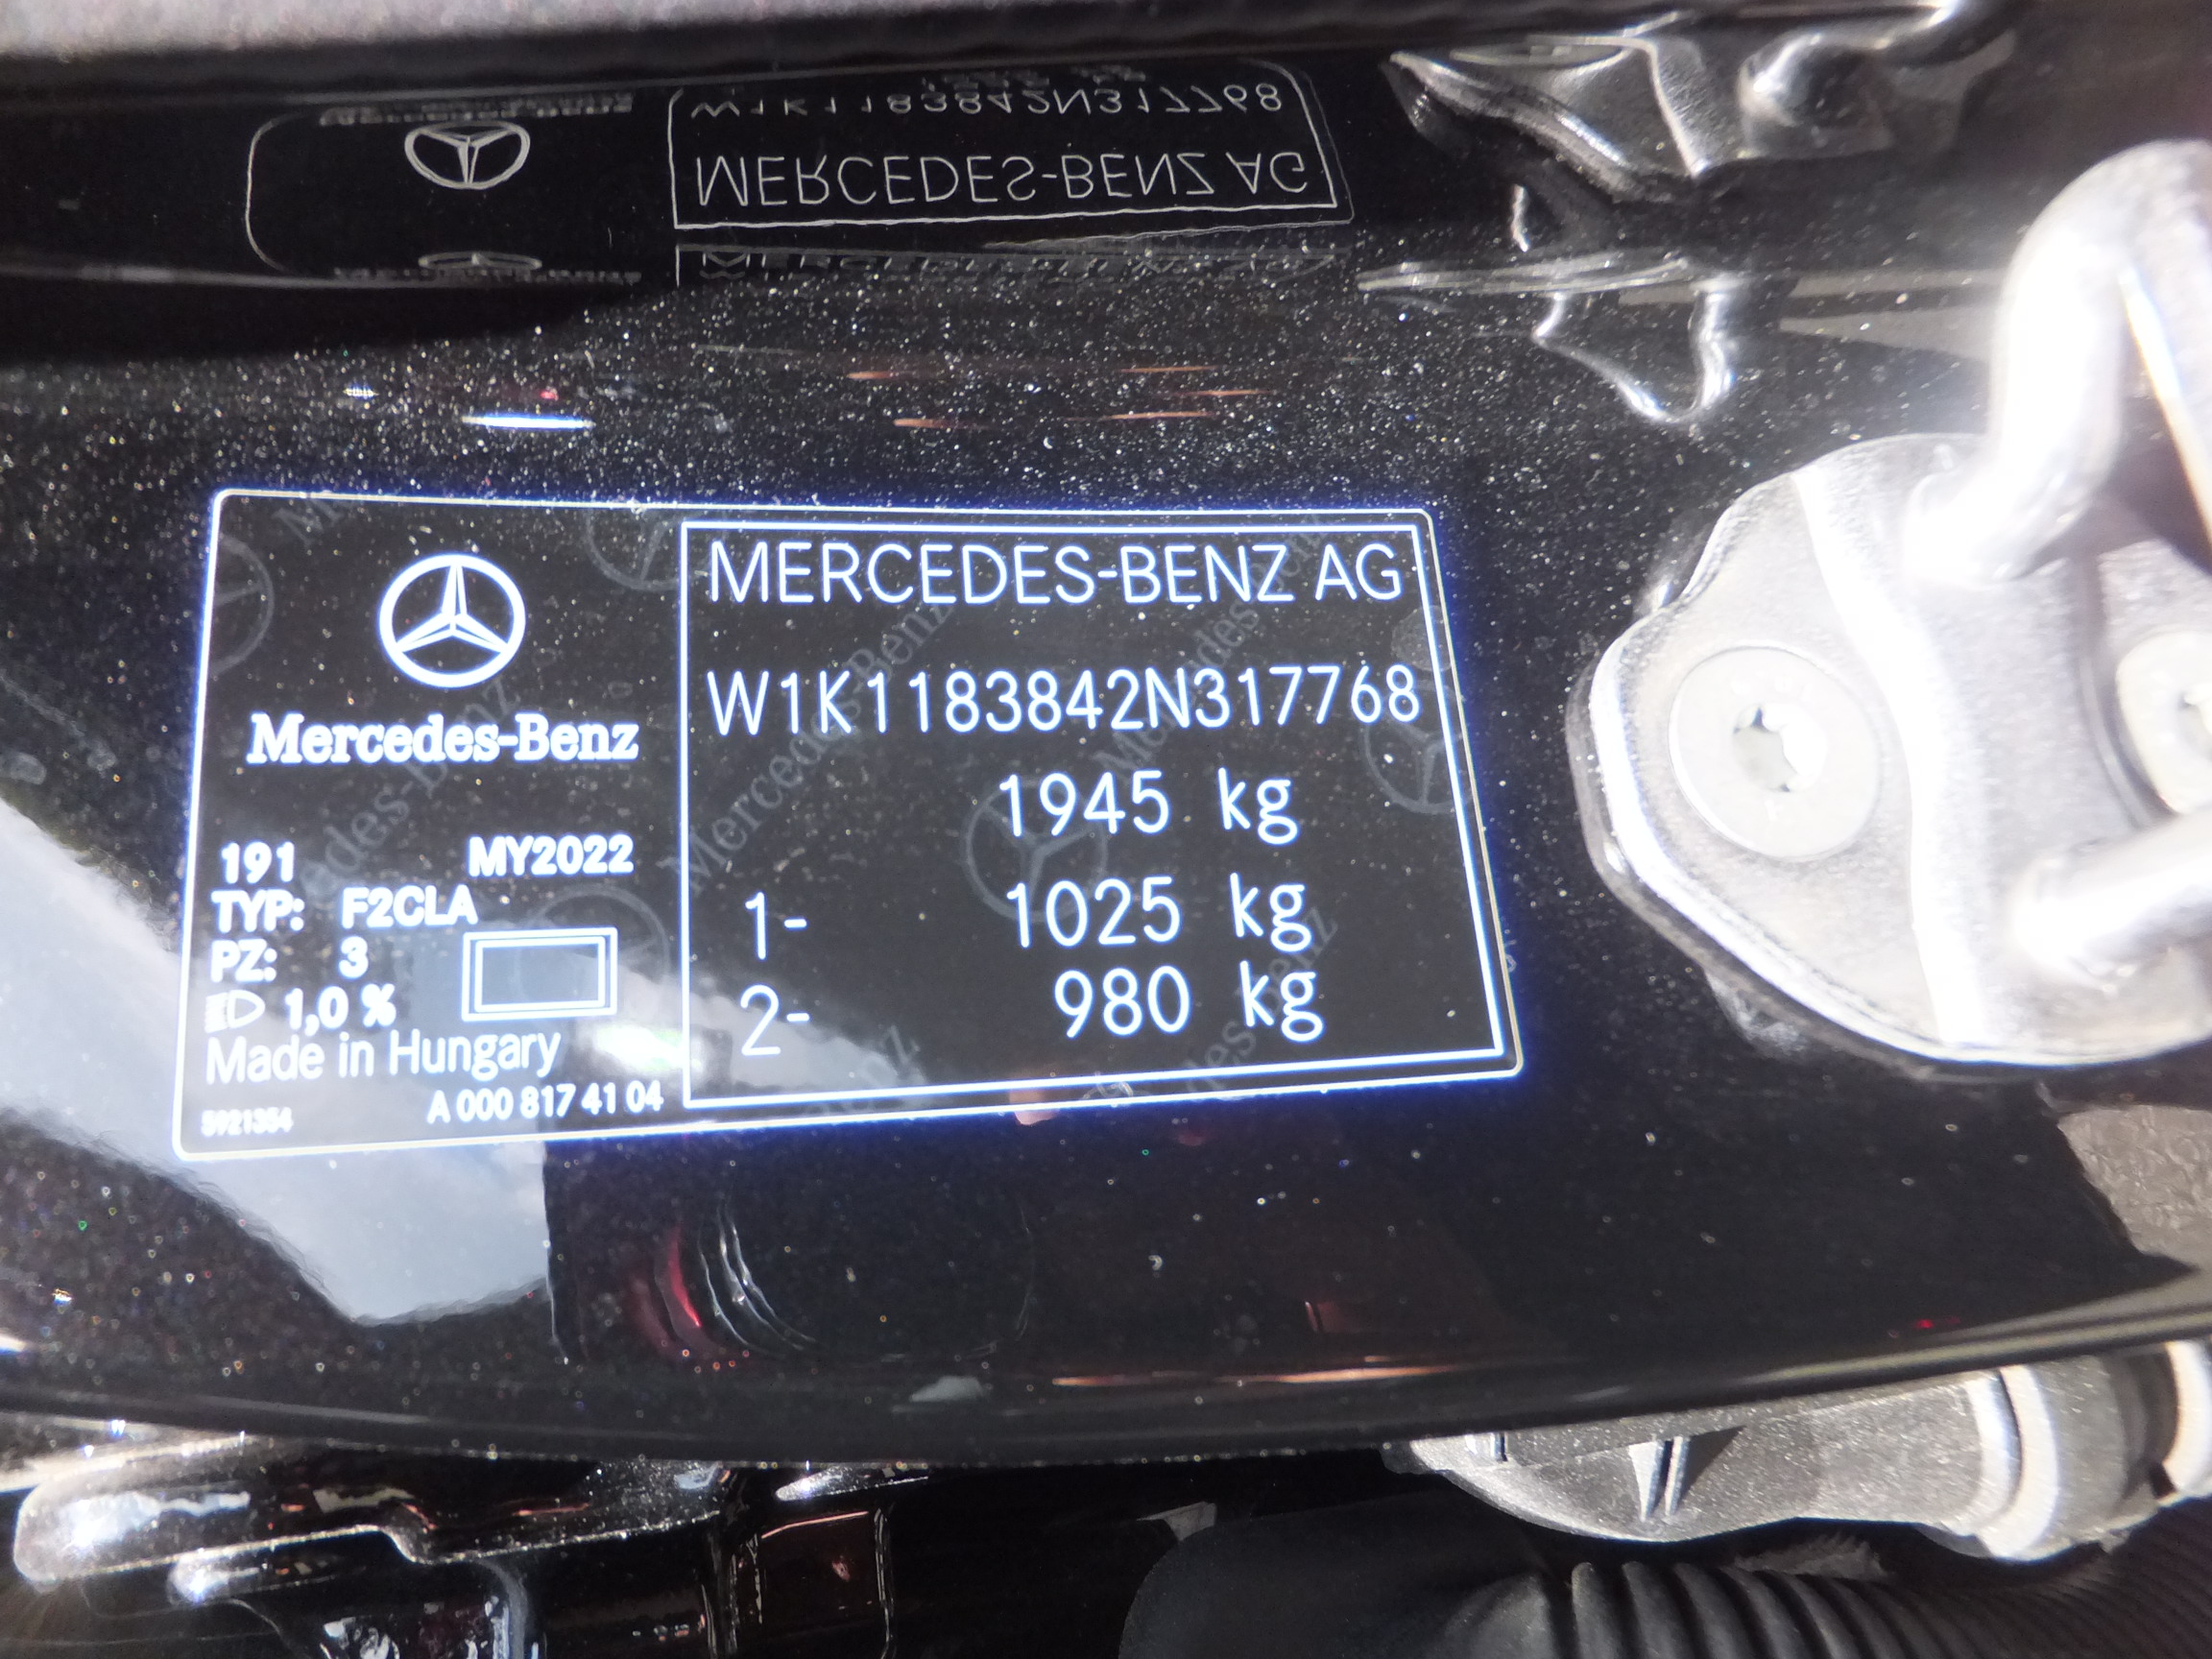 MERCEDES-BENZ AG
W1K1183842N317768
1945 kg
1- 1025 kg
2- 980 kg
Mercedes-Benz
191 MY2022
TYP: F2CLA
PZ: 3
1,0 %
Made in Hungary
A 000 817 41 04
5921354